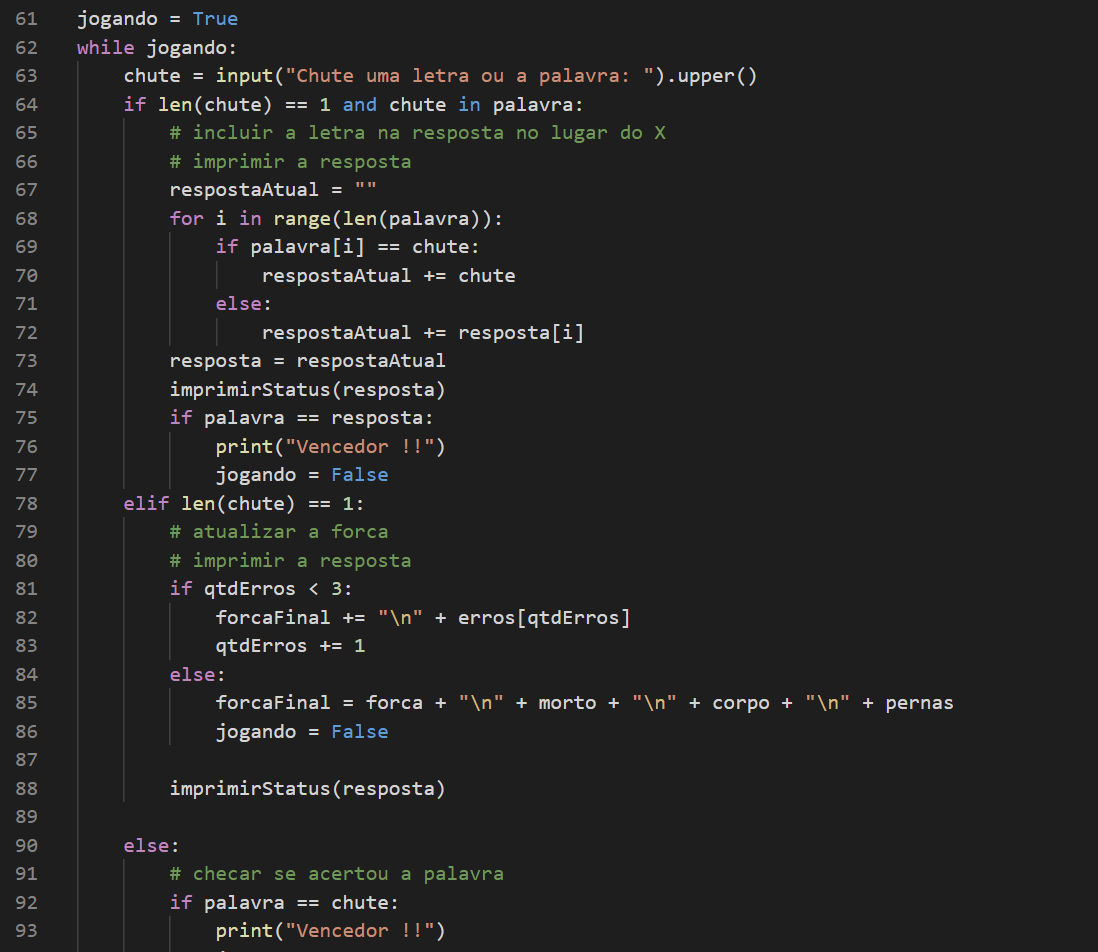 61 jogando = True
62 while jogando:
63     chute = input("Chute uma letra ou a palavra: ").upper()
64     if len(chute) == 1 and chute in palavra:
65         # incluir a letra na resposta no lugar do X
66         # imprimir a resposta
67         respostaAtual = ""
68         for i in range(len(palavra)):
69             if palavra[i] == chute:
70                 respostaAtual += chute
71             else:
72                 respostaAtual += resposta[i]
73         resposta = respostaAtual
74         imprimirStatus(resposta)
75         if palavra == resposta:
76             print("Vencedor !!")
77             jogando = False
78     elif len(chute) == 1:
79         # atualizar a forca
80         # imprimir a resposta
81         if qtdErros < 3:
82             forcaFinal += "\n" + erros[qtdErros]
83             qtdErros += 1
84         else:
85             forcaFinal = forca + "\n" + morto + "\n" + corpo + "\n" + pernas
86             jogando = False
87
88         imprimirStatus(resposta)
89
90     else:
91         # checar se acertou a palavra
92         if palavra == chute:
93             print("Vencedor !!")